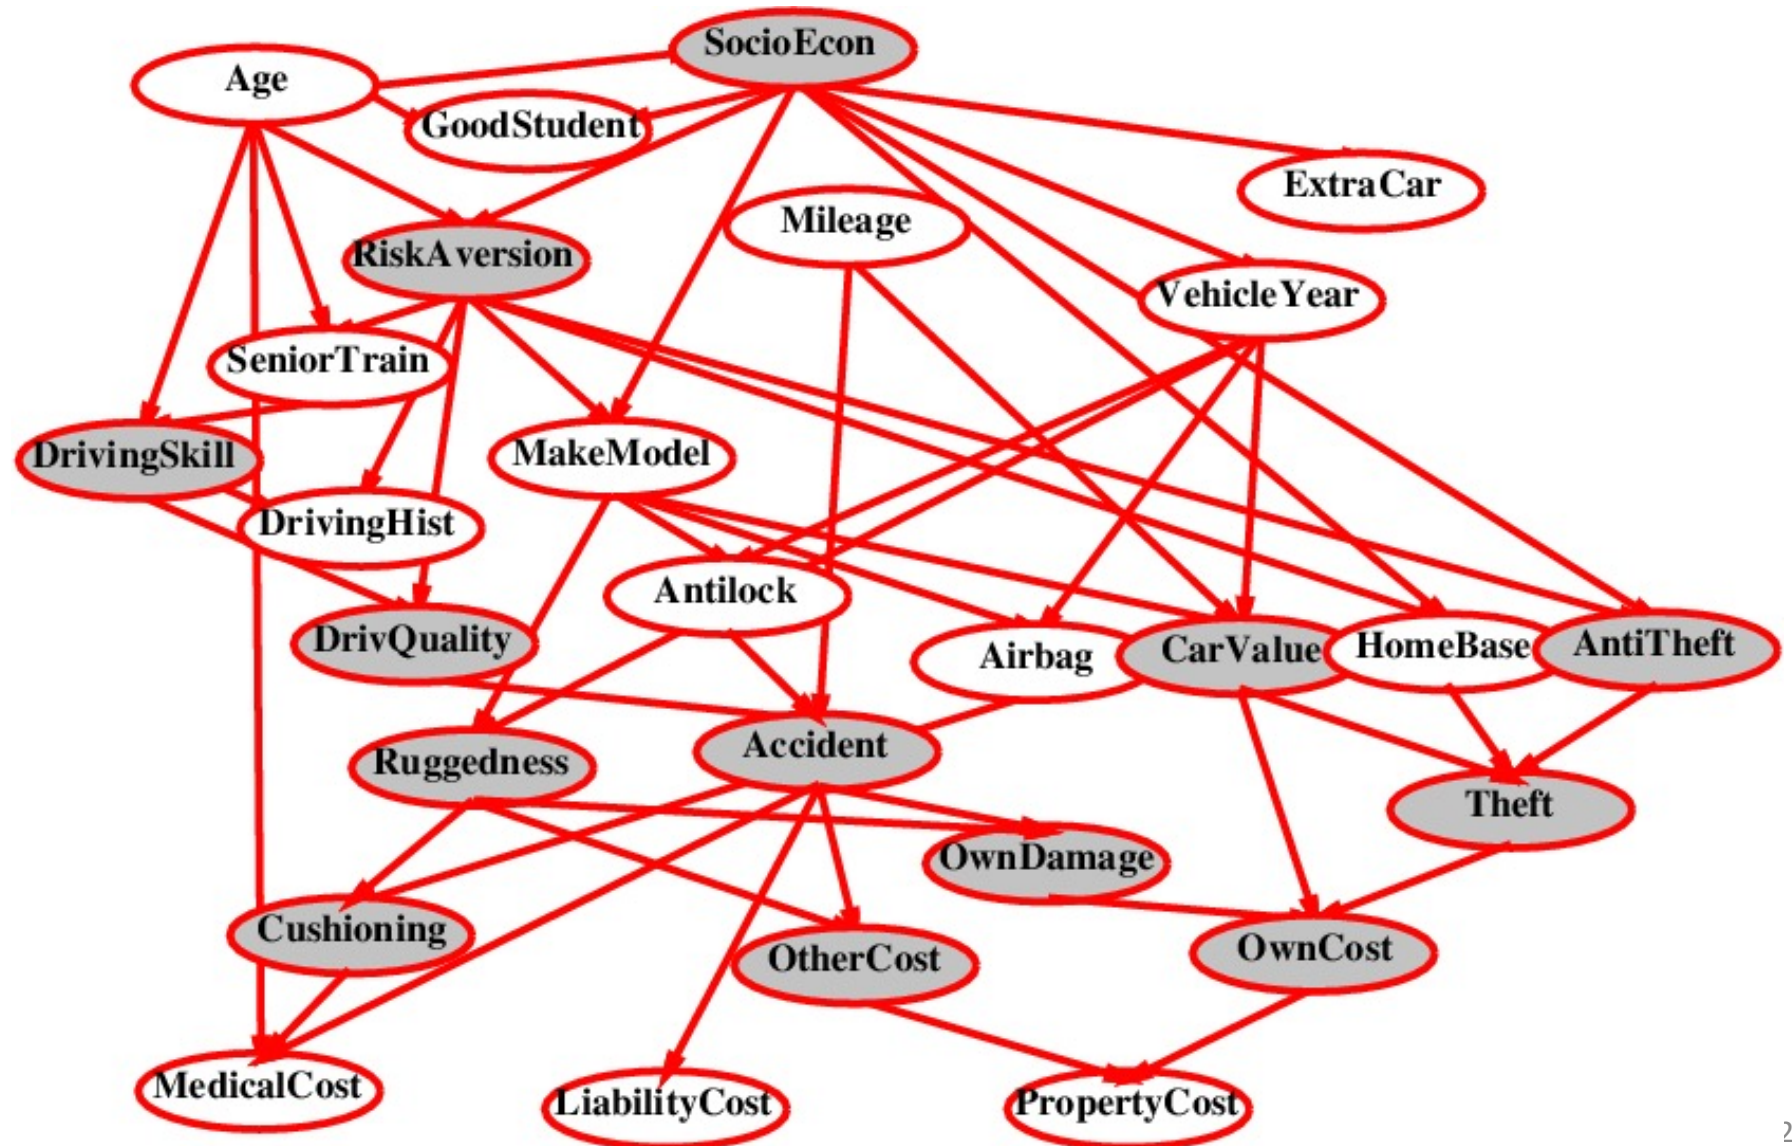 SocioEcon
Age
GoodStudent
ExtraCar
Mileage
RiskAversion
VehicleYear
SeniorTrain
DrivingSkill
MakeModel
DrivingHist
Antilock
DrivQuality
Airbag
CarValue
HomeBase
AntiTheft
Ruggedness
Accident
Theft
OwnDamage
Cushioning
OtherCost
OwnCost
MedicalCost
LiabilityCost
PropertyCost